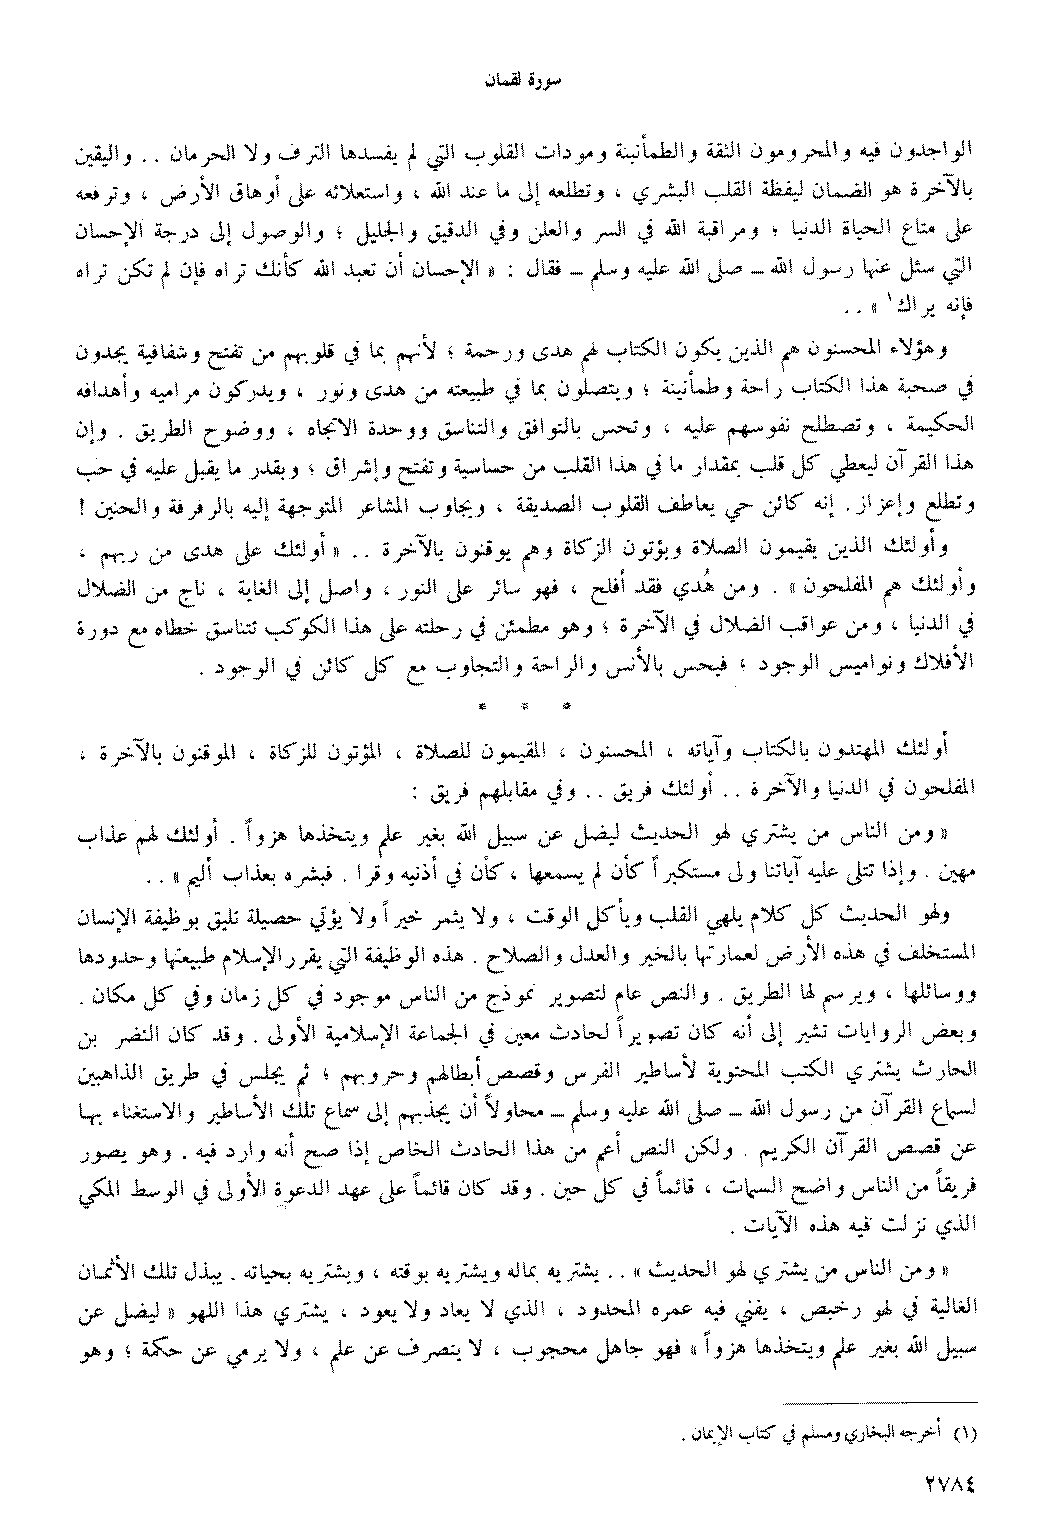 سورة لقمان
الواجدون فيه والمحرومون الثقة والطمأنينة ومودات القلوب التي لم يفسدها الترف ولا الحرمان .. واليقين
بالآخرة هو الضمان ليقظة القلب البشري ، وتطلعه إلى ما عند الله ، واستعلائه على أوهاق الأرض ، وترفعه
على متاع الحياة الدنيا ؛ ومراقبة الله في السر والعلن وفي الدقيق والجليل ؛ والوصول إلى درجة الإحسان
التي سئل عنها رسول الله – صلى الله عليه وسلم – فقال : « الإحسان أن تعبد الله كأنك تراه فإن لم تكن تراه
فإنه يراك١ » ..
وهؤلاء المحسنون هم الذين يكون الكتاب لهم هدى ورحمة ؛ لأنهم بما في قلوبهم من تفتح وشفافية يجدون
في صحبة هذا الكتاب راحة وطمأنينة ؛ ويتصلون بما في طبيعته من هدى ونور ، ويدركون مراميه وأهدافه
الحكيمة ، وتصطلح نفوسهم عليه ، وتحس بالتوافق والتناسق ووحدة الاتجاه ، ووضوح الطريق . وإن
هذا القرآن ليعطي كل قلب بمقدار ما في هذا القلب من حساسية وتفتح وإشراق ؛ وبقدر ما يقبل عليه في حب
وتطلع وإعزاز. إنه كائن حي يعاطف القلوب الصديقة ، ويجاوب المشاعر المتوجهة إليه بالرفرفة والحنين !
وأولئك الذين يقيمون الصلاة ويؤتون الزكاة وهم يوقنون بالآخرة .. « أولئك على هدى من ربهم ،
وأولئك هم المفلحون » . ومن هُدي فقد أفلح ، فهو سائر على النور ، واصل إلى الغاية ، ناج من الضلال
في الدنيا ، ومن عواقب الضلال في الآخرة ؛ وهو مطمئن في رحلته على هذا الكوكب تتناسق خطاه مع دورة
الأفلاك ونواميس الوجود ؛ فيحس بالأنس والراحة والتجاوب مع كل كائن في الوجود .
* * *
أولئك المهتدون بالكتاب وآياته ، المحسنون ، المقيمون للصلاة ، المؤتون للزكاة ، الموقنون بالآخرة ،
المفلحون في الدنيا والآخرة .. أولئك فريق .. وفي مقابلهم فريق :
« ومن الناس من يشتري لهو الحديث ليضل عن سبيل الله بغير علم ويتخذها هزواً . أولئك لهم عذاب
مهين . وإذا تتلى عليه آياتنا ولى مستكبراً كأن لم يسمعها ، كأن في أذنيه وقرا . فبشره بعذاب أليم » ..
ولهو الحديث كل كلام يلهي القلب ويأكل الوقت ، ولا يثمر خيراً ولا يؤتي حصيلة تليق بوظيفة الإنسان
المستخلف في هذه الأرض لعمارتها بالخير والعدل والصلاح . هذه الوظيفة التي يقرر الإسلام طبيعتها وحدودها
ووسائلها ، ويرسم لها الطريق . والنص عام لتصوير نموذج من الناس موجود في كل زمان وفي كل مكان .
وبعض الروايات تشير إلى أنه كان تصويراً لحادث معين في الجماعة الإسلامية الأولى . وقد كان النضر بن
الحارث يشتري الكتب المحتوية لأساطير الفرس وقصص أبطالهم وحروبهم ؛ ثم يجلس في طريق الذاهبين
لسماع القرآن من رسول الله – صلى الله عليه وسلم – محاولاً أن يجذبهم إلى سماع تلك الأساطير والاستغناء بها
عن قصص القرآن الكريم . ولكن النص أعم من هذا الحادث الخاص إذا صح أنه وارد فيه . وهو يصور
فريقاً من الناس واضح السمات ، قائماً في كل حين . وقد كان قائماً على عهد الدعوة الأولى في الوسط المكي
الذي نزلت فيه هذه الآيات .
« ومن الناس من يشتري لهو الحديث » .. يشتريه بماله ويشتريه بوقته ، ويشتريه بحياته . يبذل تلك الأثمان
الغالية في لهو رخيص ، يفني فيه عمره المحدود ، الذي لا يعاد ولا يعود ، يشتري هذا اللهو « ليضل عن
سبيل الله بغير علم ويتخذها هزواً » فهو جاهل محجوب ، لا يتصرف عن علم ، ولا يرمي عن حكمة ؛ وهو
(١) أخرجه البخاري ومسلم في كتاب الإيمان .
٢٧٨٤